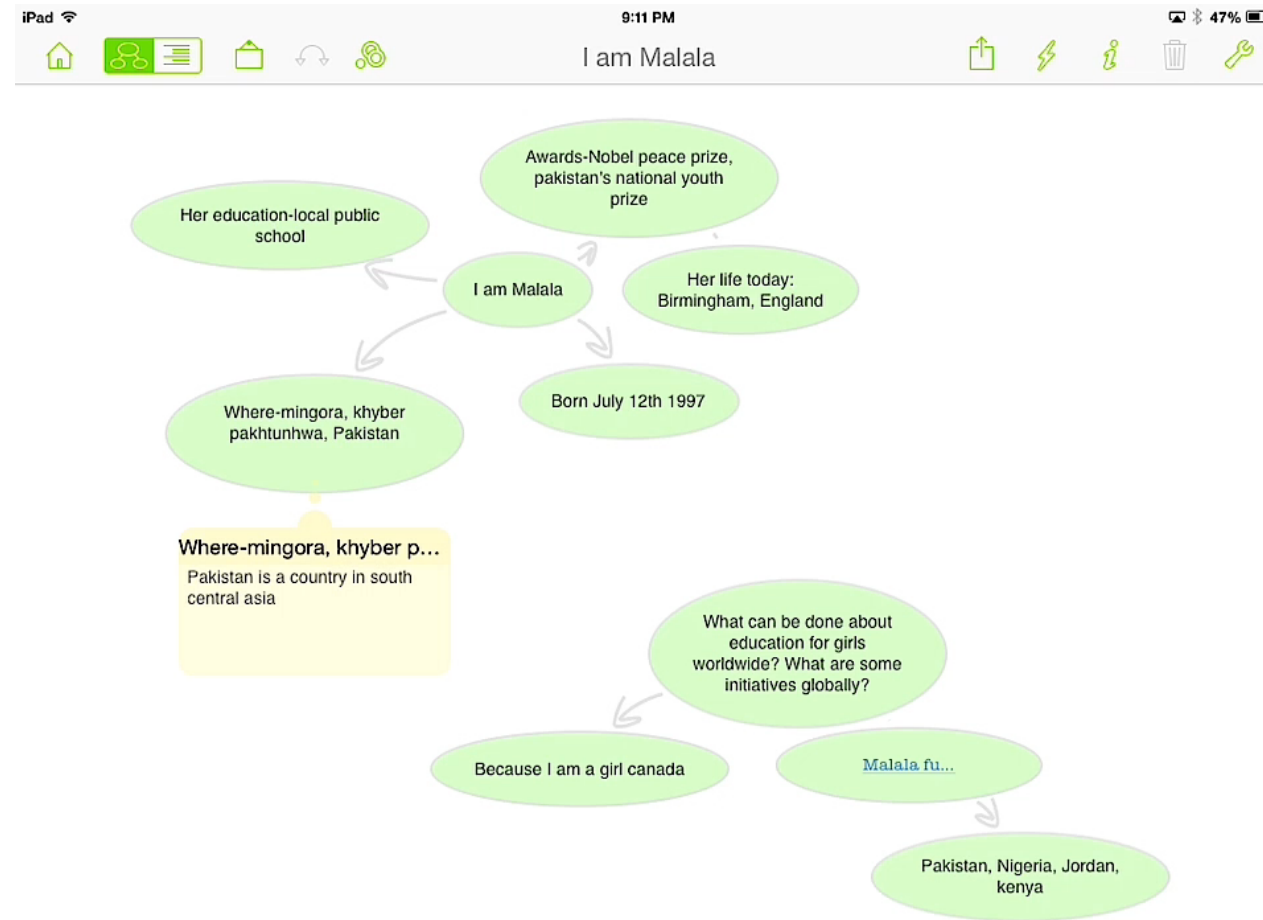 iPad
9:11 PM
47%
I am Malala
Awards-Nobel peace prize,
pakistan's national youth
prize
Her education-local public
school
I am Malala
Her life today:
Birmingham, England
Born July 12th 1997
Where-mingora, khyber
pakhtunhwa, Pakistan
Where-mingora, khyber p...
Pakistan is a country in south
central asia
What can be done about
education for girls
worldwide? What are some
initiatives globally?
Because I am a girl canada
Malala fu...
Pakistan, Nigeria, Jordan,
kenya